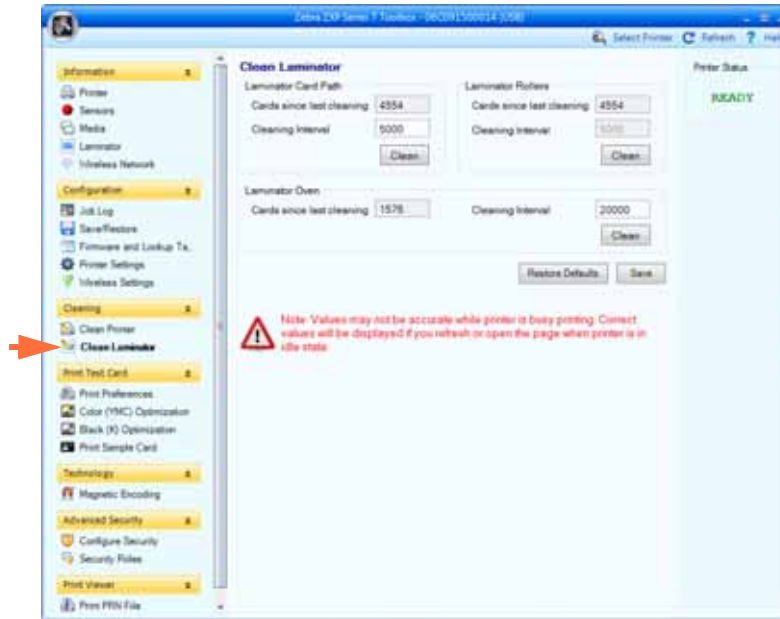 Zebra ZXP Series 7 Toolbox - 06C091500014 (USB)
Select Printer Refresh ? Help
Information
Printer
Sensors
Media
Laminator
Wireless Network
Configuration
Job Log
Save/Restore
Firmware and Lookup Ta..
Printer Settings
Wireless Settings
Cleaning
Clean Printer
Clean Laminator
Print Test Card
Print Preferences
Color (YMC) Optimization
Black (K) Optimization
Print Sample Card
Technology
Magnetic Encoding
Advanced Security
Configure Security
Security Roles
Print Viewer
Print PRN File
Clean Laminator
Laminator Card Path
Cards since last cleaning 4554
Cleaning Interval 5000
Clean
Laminator Rollers
Cards since last cleaning 4554
Cleaning Interval 5000
Clean
Laminator Oven
Cards since last cleaning 1576
Cleaning Interval 20000
Clean
Restore Defaults Save
Note: Values may not be accurate while printer is busy printing. Correct
values will be displayed if you refresh or open the page when printer is in
idle state.
Printer Status
READY